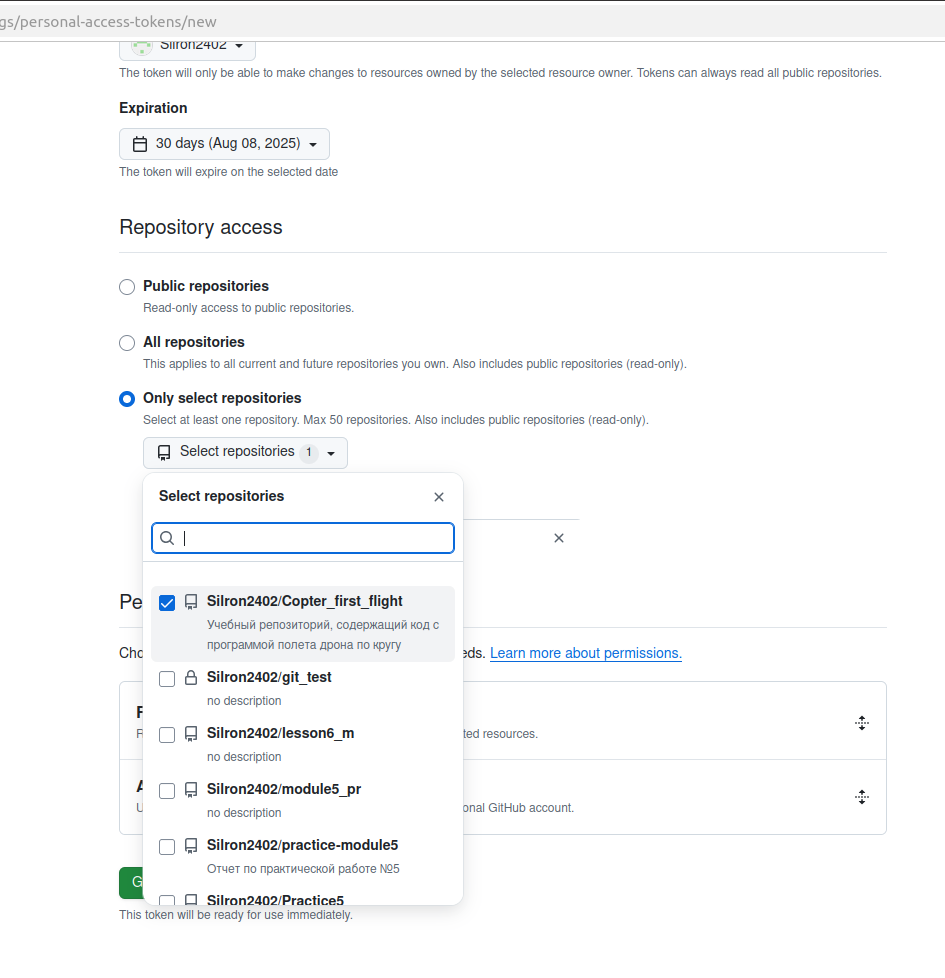 gs/personal-access-tokens/new
Silron2402
The token will only be able to make changes to resources owned by the selected resource owner. Tokens can always read all public repositories.
Expiration
30 days (Aug 08, 2025)
The token will expire on the selected date
Repository access
Public repositories
Read-only access to public repositories.
All repositories
This applies to all current and future repositories you own. Also includes public repositories (read-only).
Only select repositories
Select at least one repository. Max 50 repositories. Also includes public repositories (read-only).
Select repositories 1
Select repositories
Silron2402/Copter_first_flight
Учебный репозиторий, содержащий код с
программой полета дрона по кругу
Silron2402/git_test
no description
Silron2402/lesson6_m
no description
Silron2402/module5_pr
no description
Silron2402/practice-module5
Отчет по практической работе №5
Silron2402/Practice5
Pe
Cho
eds. Learn more about permissions.
ted resources.
onal GitHub account.
G
This token will be ready for use immediately.